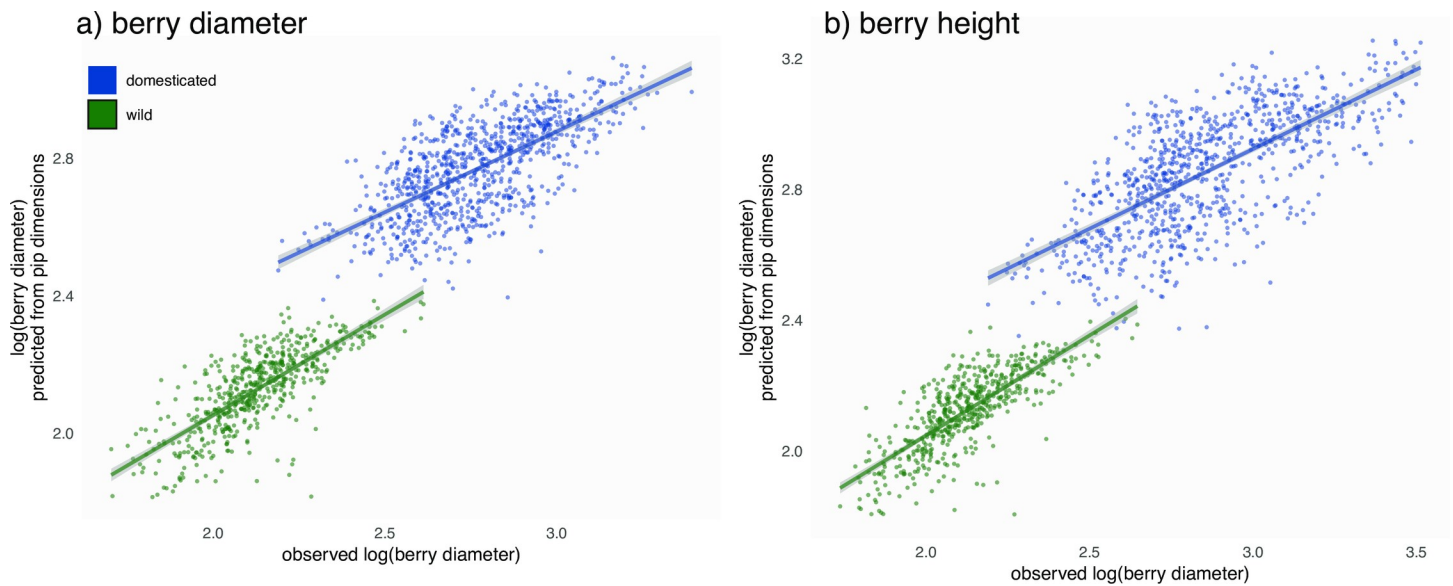 a) berry diameter
domesticated
wild
log(berry diameter)
predicted from pip dimensions
2.8
2.4
2.0
2.0
2.5
3.0
observed log(berry diameter)
b) berry height
log(berry diameter)
predicted from pip dimensions
3.2
2.8
2.4
2.0
2.0
2.5
3.0
3.5
observed log(berry diameter)